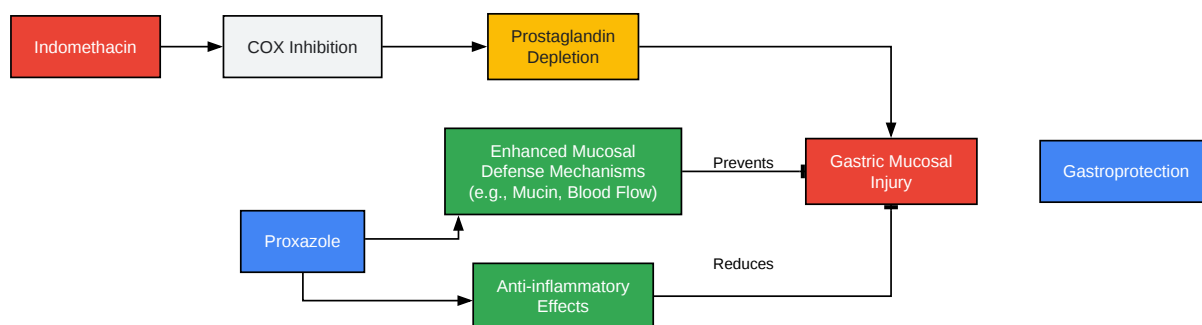 Indomethacin
COX Inhibition
Prostaglandin
Depletion
Enhanced Mucosal
Defense Mechanisms
(e.g., Mucin, Blood Flow)
Prevents
Gastric Mucosal
Injury
Gastroprotection
Proxazole
Reduces
Anti-inflammatory
Effects